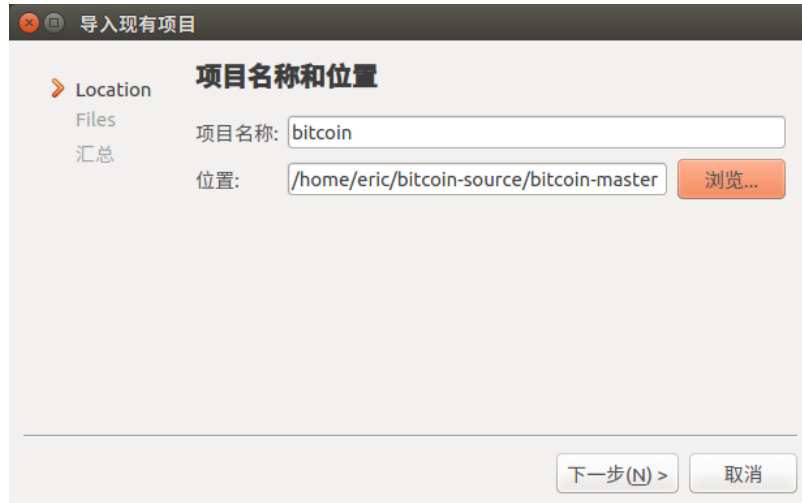 导入现有项目
Location
Files
汇总
项目名称和位置
项目名称: bitcoin
位置: /home/eric/bitcoin-source/bitcoin-master 浏览...
下一步(N) > 取消